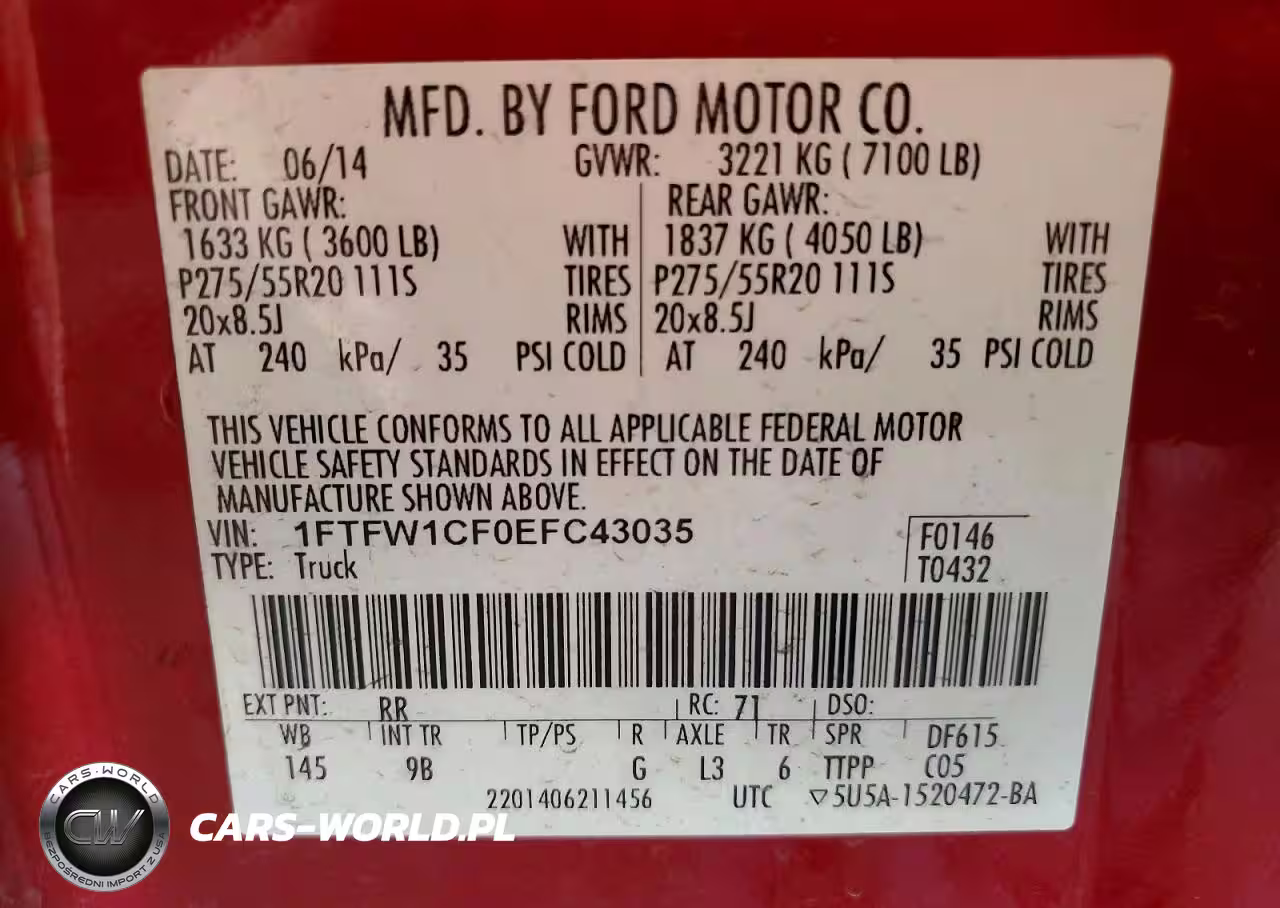 MFD. BY FORD MOTOR CO.
DATE: 06/14 GVWR: 3221 KG ( 7100 LB)
FRONT GAWR: REAR GAWR:
1633 KG ( 3600 LB) WITH 1837 KG ( 4050 LB) WITH
P275/55R20 111S TIRES P275/55R20 111S TIRES
20x8.5J RIMS 20x8.5J RIMS
AT 240 kPa/ 35 PSI COLD AT 240 kPa/ 35 PSI COLD
THIS VEHICLE CONFORMS TO ALL APPLICABLE FEDERAL MOTOR
VEHICLE SAFETY STANDARDS IN EFFECT ON THE DATE OF
MANUFACTURE SHOWN ABOVE.
VIN: 1FTFW1CF0EFC43035 F0146
TYPE: Truck T0432
EXT PNT: RR RC: 71 DSO:
WB INT TR TP/PS R AXLE TR SPR DF615
145 9B G L3 6 TTPP C05
2201406211456 UTC ▽5U5A-1520472-BA
CARS-WORLD
CW
BEZPOŚREDNI IMPORT Z USA
CARS-WORLD.PL